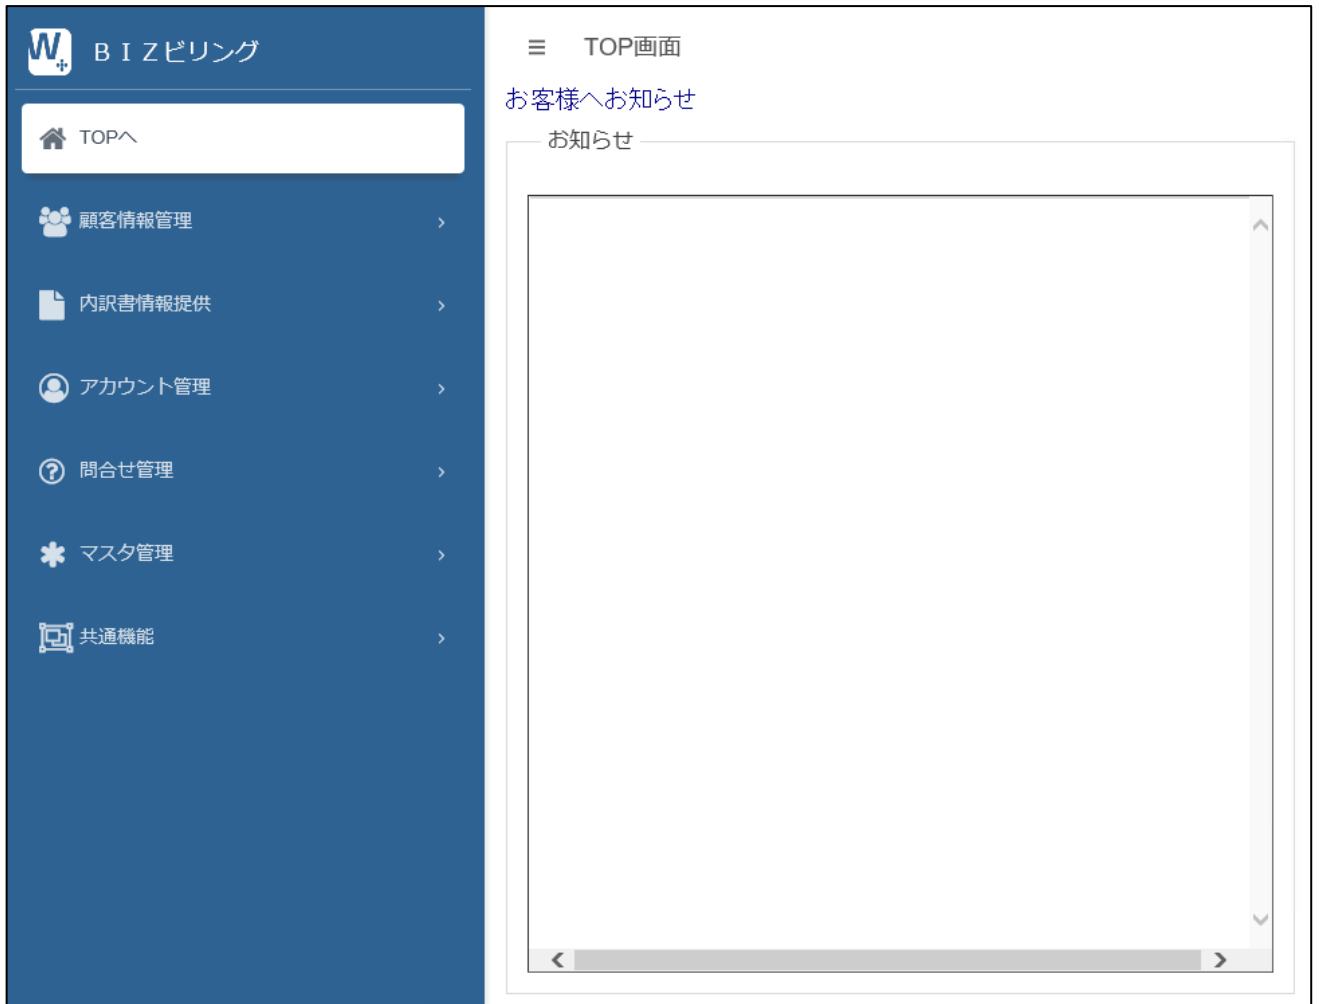 W
ＢＩＺビリング
TOPへ
顧客情報管理
内訳書情報提供
アカウント管理
問合せ管理
マスタ管理
共通機能
TOP画面
お客様へお知らせ
お知らせ